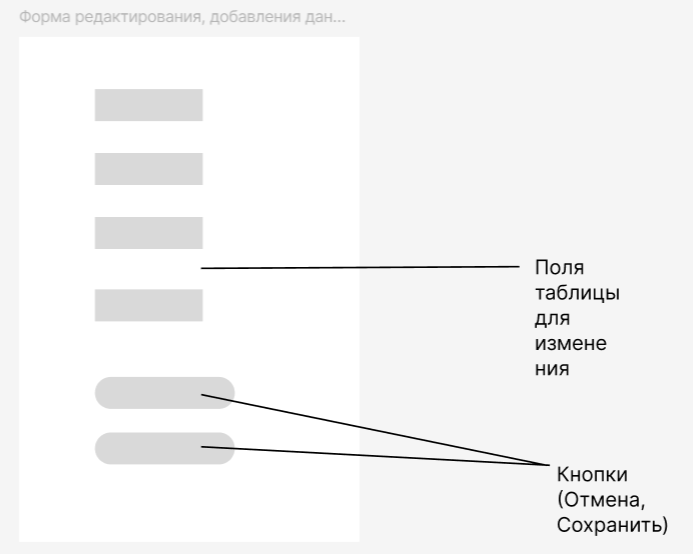 Форма редактирования, добавления дан...
Поля
таблицы
для
измене
ния
Кнопки
(Отмена,
Сохранить)